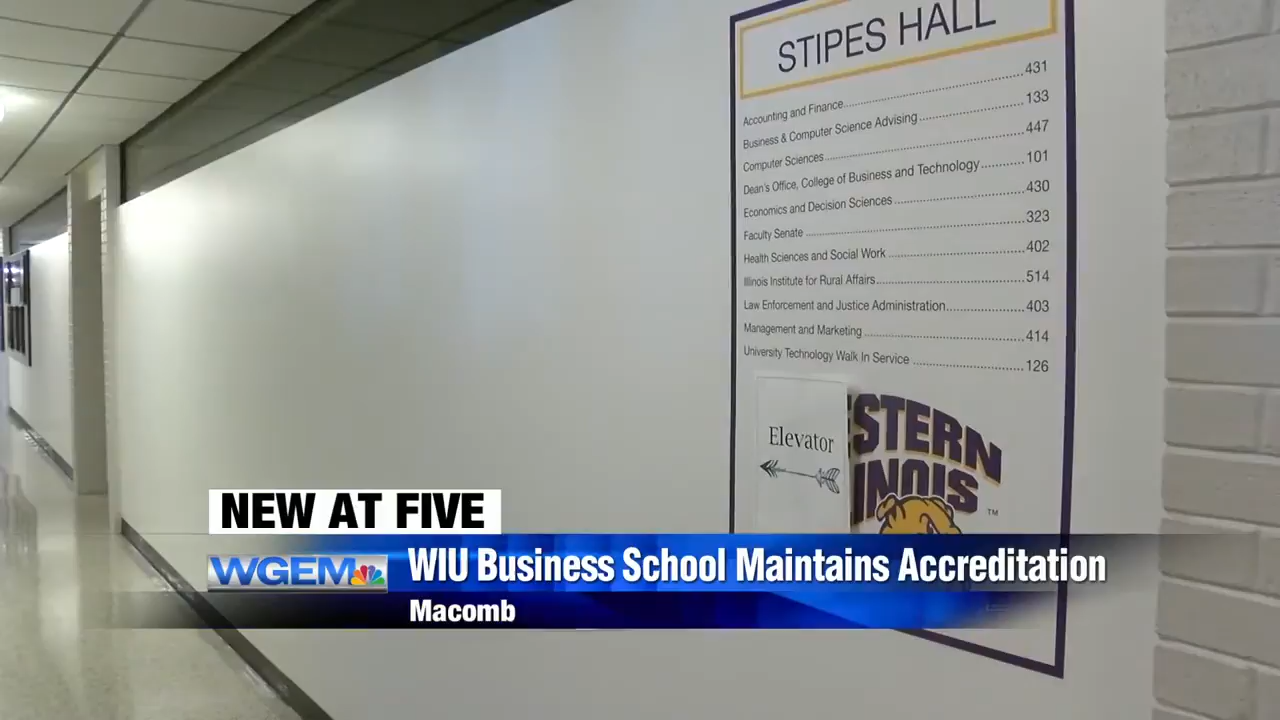 STIPES HALL
Accounting and Finance 431
Business & Computer Science Advising 133
Computer Sciences 447
Dean's Office, College of Business and Technology 101
Economics and Decision Sciences 430
Faculty Senate 323
Health Sciences and Social Work 402
Illinois Institute for Rural Affairs 514
Law Enforcement and Justice Administration 403
Management and Marketing 414
University Technology Walk In Service 126
Elevator
ESTERN
INOIS
TM
NEW AT FIVE
WGEM
WIU Business School Maintains Accreditation
Macomb